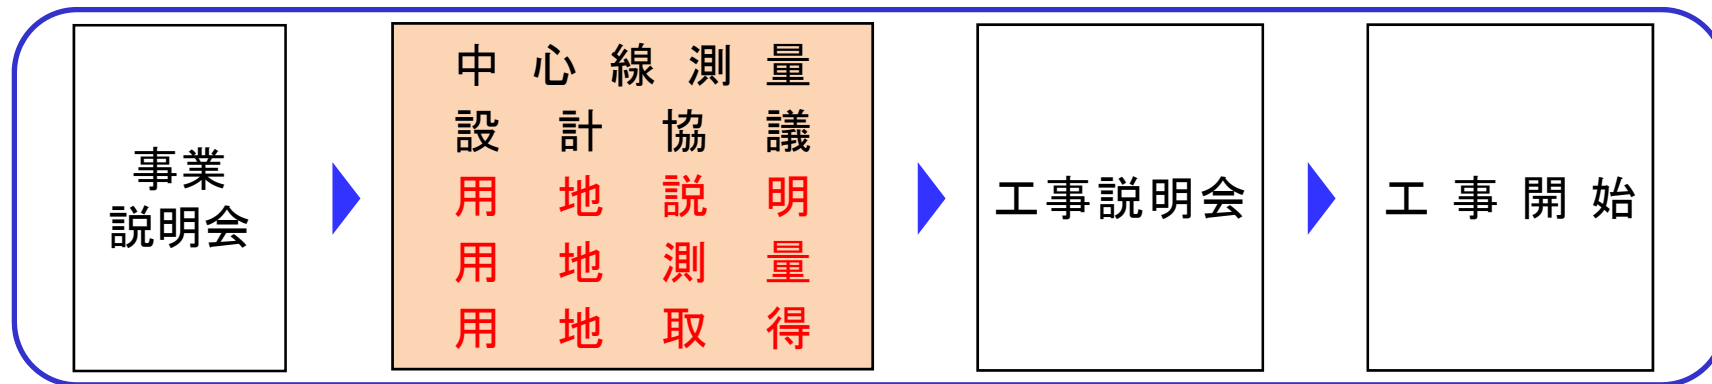 事業
説明会
中心線測量
設計協議
用地説明
用地測量
用地取得
工事説明会
工事開始